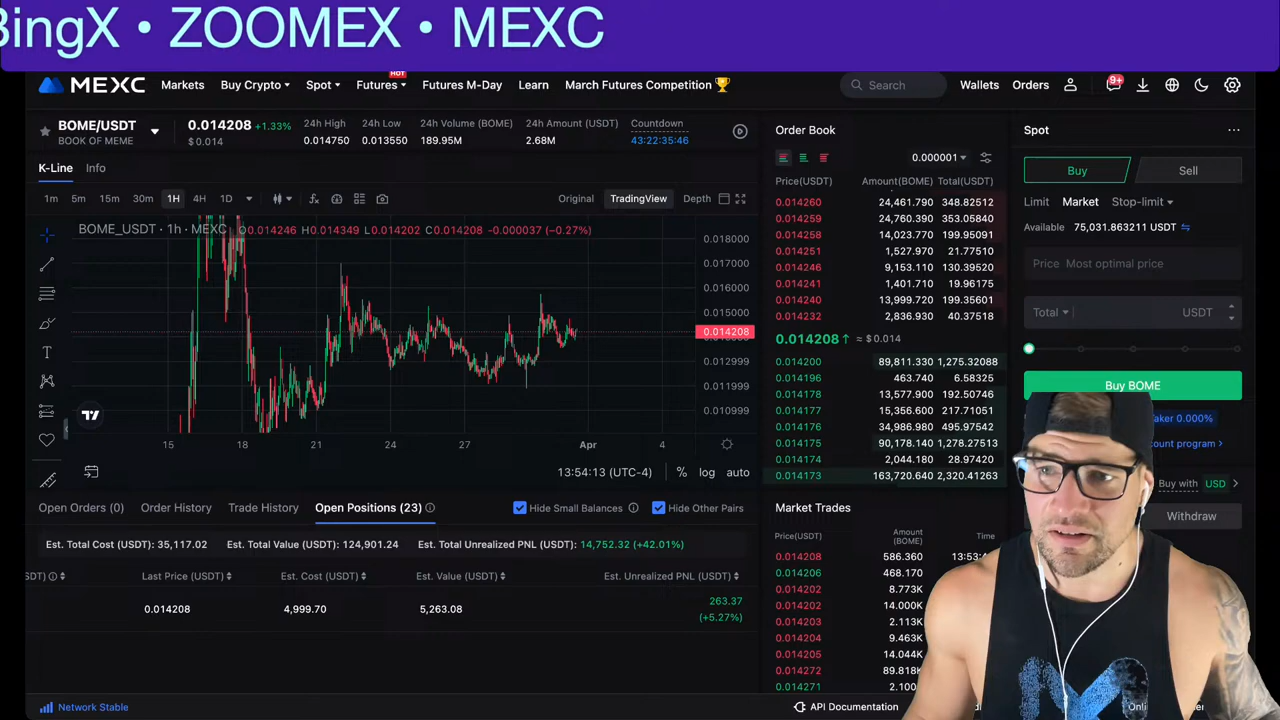 BingX • ZOOMEX • MEXC
MEXC Markets Buy Crypto Spot Futures HOT Futures M-Day Learn March Futures Competition Search Wallets Orders 9+
BOME/USDT
BOOK OF MEME
0.014208 +1.33%
$ 0.014
24h High
0.014750
24h Low
0.013550
24h Volume (BOME)
189.95M
24h Amount (USDT)
2.68M
Countdown
43:22:35:46
K-Line Info
1m 5m 15m 30m 1H 4H 1D Original TradingView Depth
BOME_USDT · 1h · MEXC O0.014246 H0.014349 L0.014202 C0.014208 -0.000037 (-0.27%)
0.018000
0.017000
0.016000
0.015000
0.014208
0.012999
0.011999
0.010999
15 18 21 24 27 Apr 4
13:54:13 (UTC-4) % log auto
Open Orders (0) Order History Trade History Open Positions (23) Hide Small Balances Hide Other Pairs
Est. Total Cost (USDT): 35,117.02 Est. Total Value (USDT): 124,901.24 Est. Total Unrealized PNL (USDT): 14,752.32 (+42.01%)
Last Price (USDT) Est. Cost (USDT) Est. Value (USDT) Est. Unrealized PNL (USDT)
0.014208 4,999.70 5,263.08 263.37
(+5.27%)
Network Stable
Order Book
0.000001
Price(USDT) Amount(BOME) Total(USDT)
0.014260 24,461.790 348.82512
0.014259 24,760.390 353.05840
0.014258 14,023.770 199.95091
0.014251 1,527.970 21.77510
0.014246 9,153.110 130.39520
0.014241 1,401.710 19.96175
0.014240 13,999.720 199.35601
0.014232 2,836.930 40.37518
0.014208 ↑ ≈ $ 0.014
0.014200 89,811.330 1,275.32088
0.014196 463.740 6.58325
0.014178 13,577.900 192.50746
0.014177 15,356.600 217.71051
0.014176 34,986.980 495.97542
0.014175 90,178.140 1,278.27513
0.014174 2,044.180 28.97420
0.014173 163,720.640 2,320.41263
Market Trades
Price(USDT) Amount (BOME) Time
0.014208 586.360
0.014206 468.170
0.014202 8.773K
0.014202 14.000K
0.014203 2.113K
0.014204 9.463K
0.014205 14.044K
0.014272 89.818K
0.014271
API Documentation
Spot
Buy Sell
Limit Market Stop-limit
Available 75,031.863211 USDT
Price Most optimal price
Total USDT
Buy BOME
Taker 0.000%
Buy with USD
Withdraw